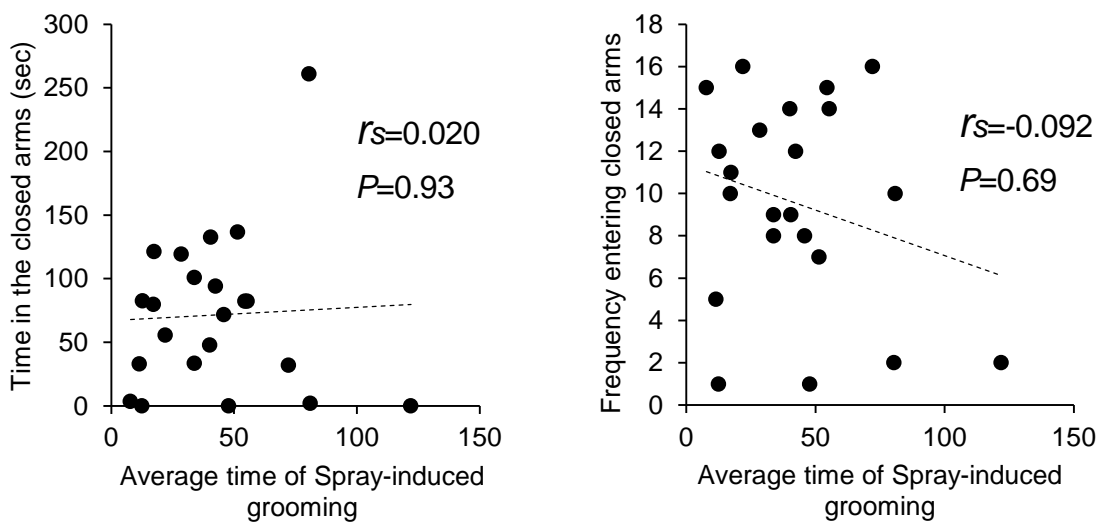 Time in the closed arms (sec)
300
250
200
150
100
50
0
rs=0.020
P=0.93
0 50 100 150
Average time of Spray-induced
grooming
Frequency entering closed arms
18
16
14
12
10
8
6
4
2
0
rs=-0.092
P=0.69
0 50 100 150
Average time of Spray-induced
grooming